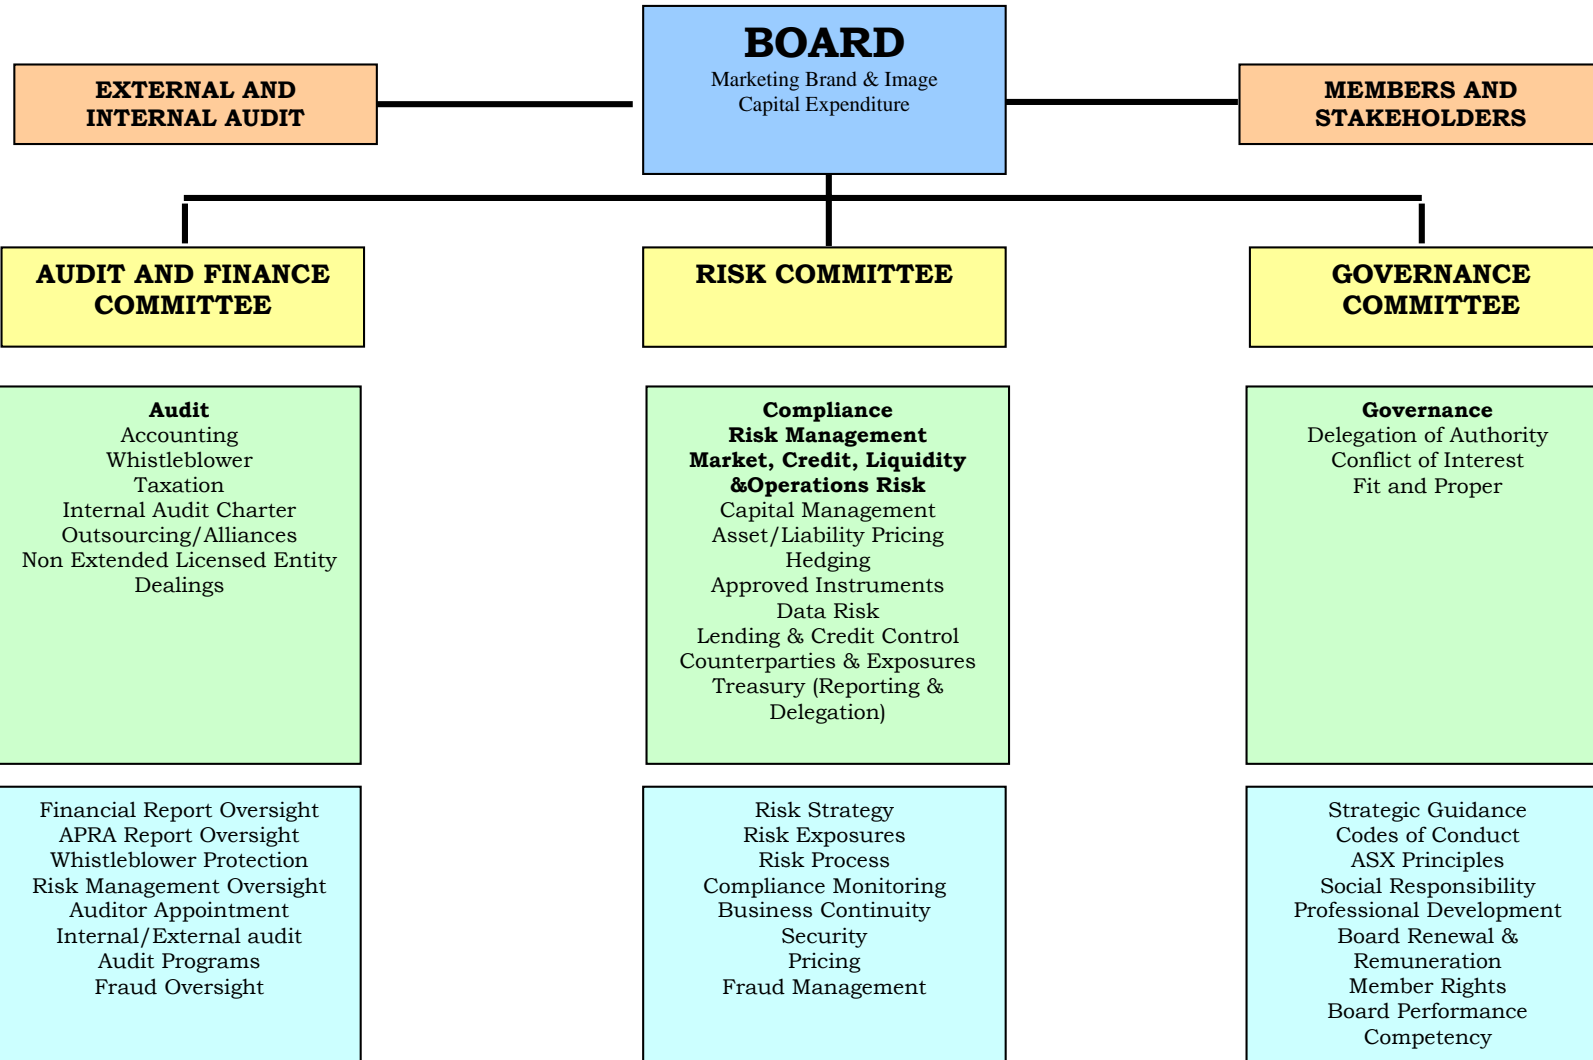 BOARD
Marketing Brand & Image
Capital Expenditure
EXTERNAL AND
INTERNAL AUDIT
MEMBERS AND
STAKEHOLDERS
AUDIT AND FINANCE
COMMITTEE
RISK COMMITTEE
GOVERNANCE
COMMITTEE
Audit
Accounting
Whistleblower
Taxation
Internal Audit Charter
Outsourcing/Alliances
Non Extended Licensed Entity
Dealings
Compliance
Risk Management
Market, Credit, Liquidity
&Operations Risk
Capital Management
Asset/Liability Pricing
Hedging
Approved Instruments
Data Risk
Lending & Credit Control
Counterparties & Exposures
Treasury (Reporting &
Delegation)
Governance
Delegation of Authority
Conflict of Interest
Fit and Proper
Financial Report Oversight
APRA Report Oversight
Whistleblower Protection
Risk Management Oversight
Auditor Appointment
Internal/External audit
Audit Programs
Fraud Oversight
Risk Strategy
Risk Exposures
Risk Process
Compliance Monitoring
Business Continuity
Security
Pricing
Fraud Management
Strategic Guidance
Codes of Conduct
ASX Principles
Social Responsibility
Professional Development
Board Renewal &
Remuneration
Member Rights
Board Performance
Competency